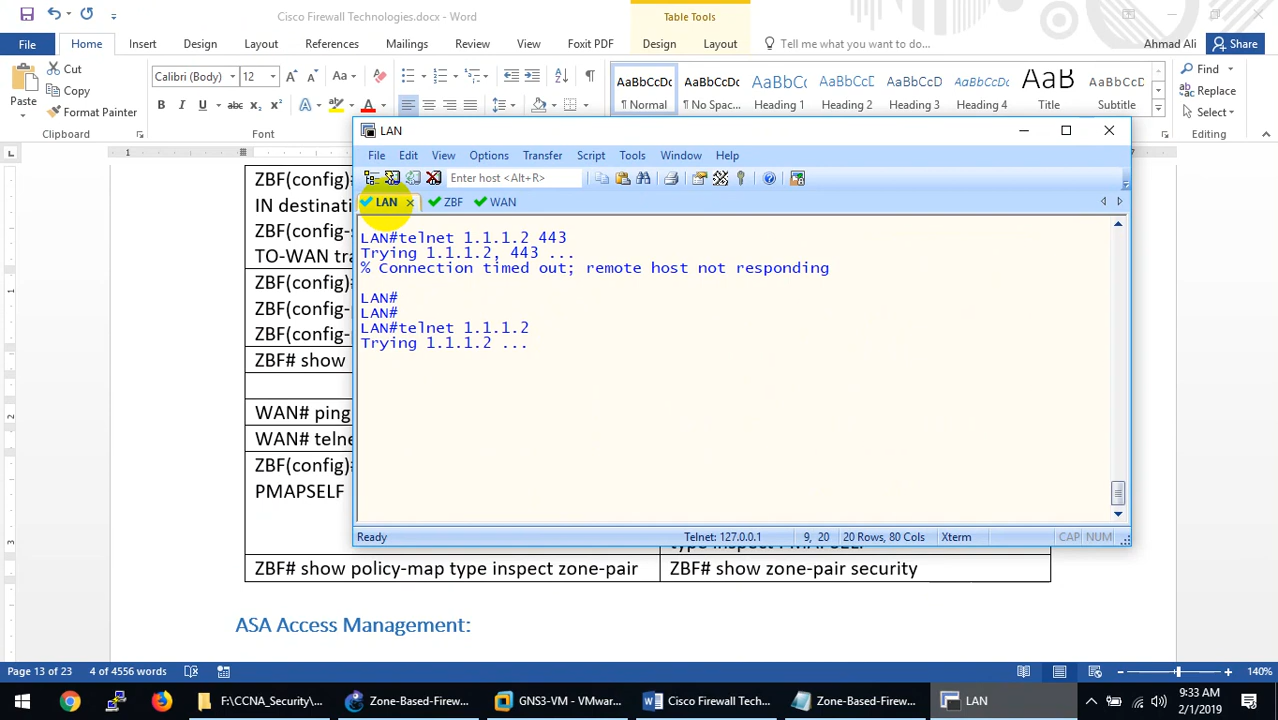 Cisco Firewall Technologies.docx - Word
Table Tools
File
Home
Insert
Design
Layout
References
Mailings
Review
View
Foxit PDF
Design
Layout
Tell me what you want to do...
Ahmad Ali
Share
Paste
Cut
Copy
Format Painter
Clipboard
Calibri (Body)
12
Font
AaBbCcDc
¶ Normal
AaBbCcDc
¶ No Spac...
AaBbCc
Heading 1
AaBbCcD
Heading 2
AaBbCcD
Heading 3
AaBbCcD
Heading 4
AaB
Title
AaBbCcD
Subtitle
Find
Replace
Select
Editing
ZBF(config)#
IN destinati
ZBF(config-s
TO-WAN tra
ZBF(config)#
ZBF(config-
ZBF(config-
ZBF# show
WAN# ping
WAN# telne
ZBF(config)#
PMAPSELF
ZBF# show policy-map type inspect zone-pair
ZBF# show zone-pair security
ASA Access Management:
LAN
File
Edit
View
Options
Transfer
Script
Tools
Window
Help
Enter host <Alt+R>
LAN
ZBF
WAN
LAN#telnet 1.1.1.2 443
Trying 1.1.1.2, 443 ...
% Connection timed out; remote host not responding
LAN#
LAN#
LAN#telnet 1.1.1.2
Trying 1.1.1.2 ...
Ready
Telnet: 127.0.0.1
9, 20
20 Rows, 80 Cols
Xterm
CAP
NUM
Page 13 of 23
4 of 4556 words
140%
F:\CCNA_Security\...
Zone-Based-Firew...
GNS3-VM - VMwar...
Cisco Firewall Tech...
Zone-Based-Firew...
LAN
9:33 AM
2/1/2019